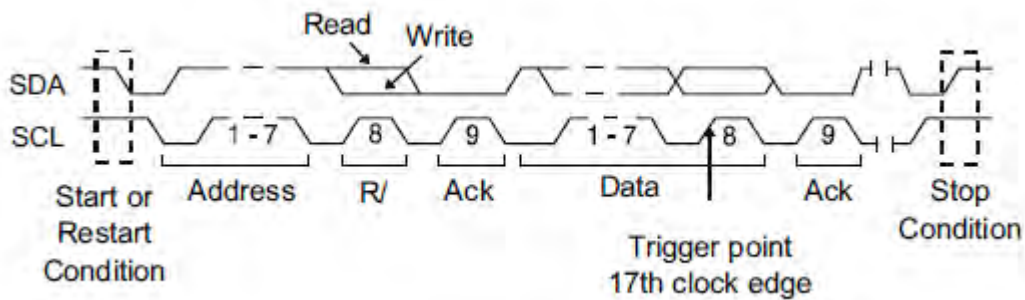 Read
Write
SDA
SCL
1 - 7
8
9
1 - 7
8
9
Address
R/
Ack
Data
Ack
Start or
Restart
Condition
Stop
Condition
Trigger point
17th clock edge